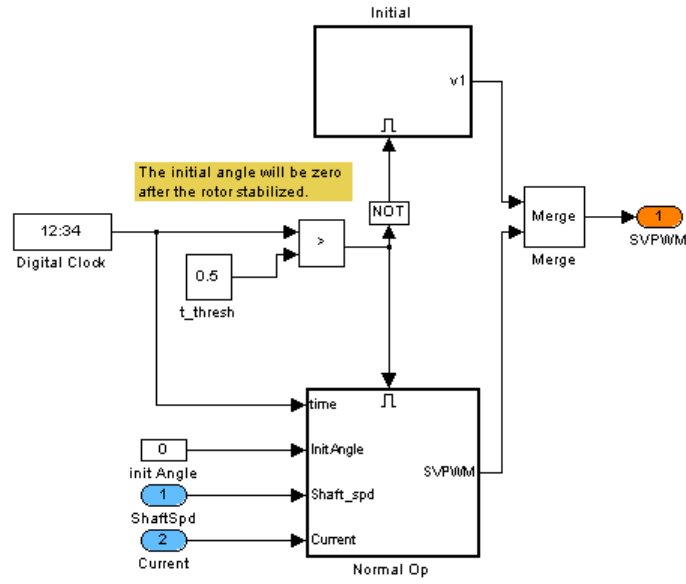 Initial
v1
The initial angle will be zero
after the rotor stabilized.
NOT
12:34
Digital Clock
>
0.5
t_thresh
Merge
Merge
1
SVPWM
time
0
init Angle
InitAngle
SVPWM
1
ShaftSpd
Shaft_spd
2
Current
Current
Normal Op